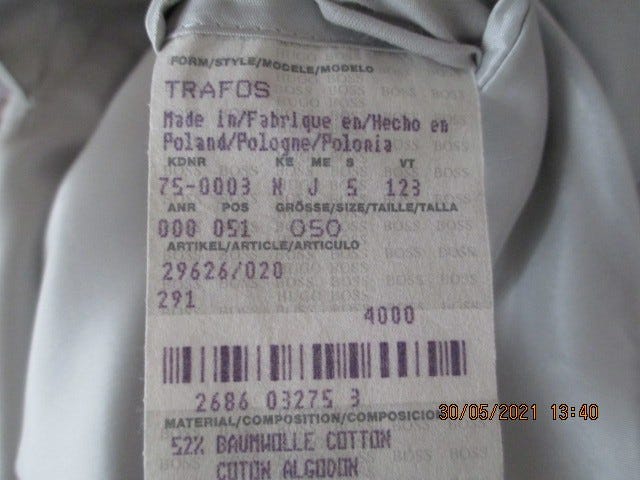 FORM/STYLE/MODELE/MODELO
TRAFOS
Made in/Fabrique en/Hecho en
Poland/Pologne/Polonia
KDNR KE ME S VT
75-0003 N J S 123
ANR POS GRÖSSE/SIZE/TAILLE/TALLA
000 051 050
ARTIKEL/ARTICLE/ARTICULO
29626/020
291
4000
2686 03275 3
MATERIAL/COMPOSITION/COMPOSICIO
52% BAUMWOLLE COTTON
COTON ALGODON
HUGO BOSS
30/05/2021 13:40